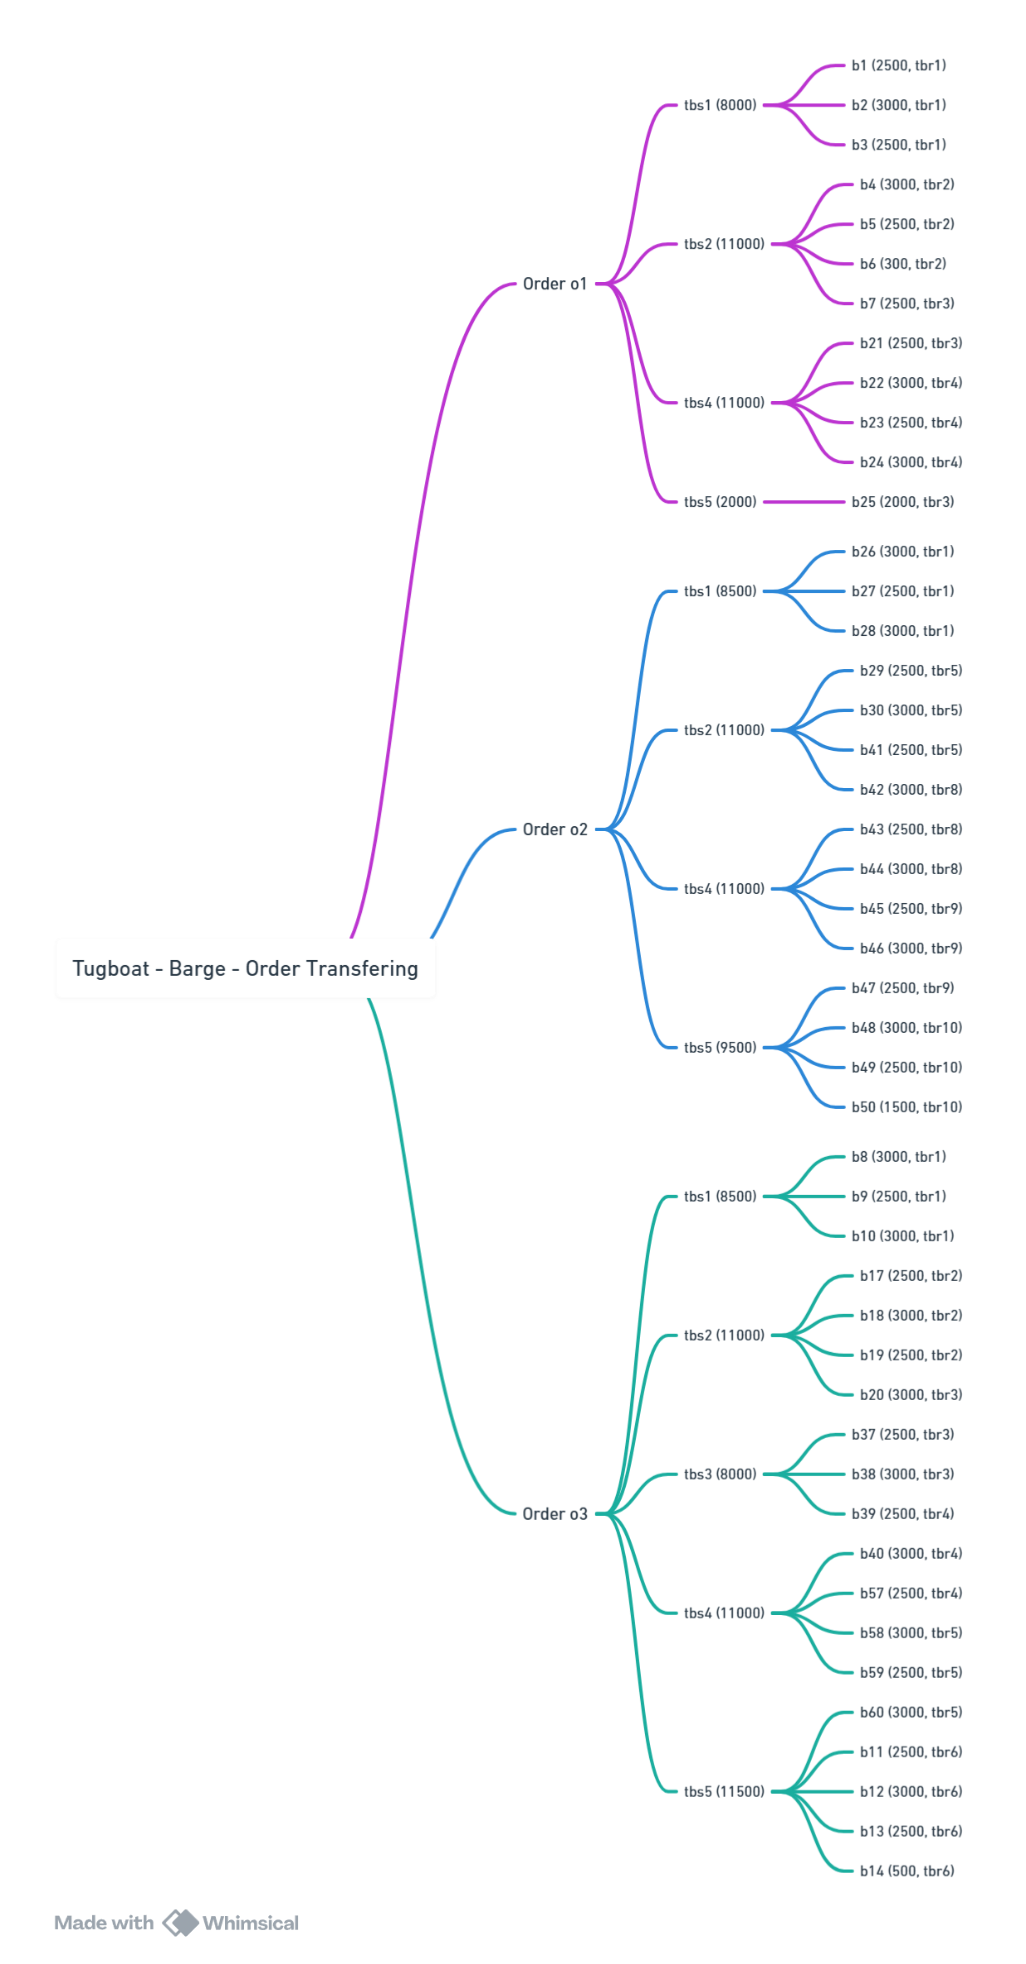 Tugboat - Barge - Order Transfering
Order o1
tbs1 (8000)
b1 (2500, tbr1)
b2 (3000, tbr1)
b3 (2500, tbr1)
tbs2 (11000)
b4 (3000, tbr2)
b5 (2500, tbr2)
b6 (300, tbr2)
b7 (2500, tbr3)
tbs4 (11000)
b21 (2500, tbr3)
b22 (3000, tbr4)
b23 (2500, tbr4)
b24 (3000, tbr4)
tbs5 (2000)
b25 (2000, tbr3)
Order o2
tbs1 (8500)
b26 (3000, tbr1)
b27 (2500, tbr1)
b28 (3000, tbr1)
tbs2 (11000)
b29 (2500, tbr5)
b30 (3000, tbr5)
b41 (2500, tbr5)
b42 (3000, tbr8)
tbs4 (11000)
b43 (2500, tbr8)
b44 (3000, tbr8)
b45 (2500, tbr9)
b46 (3000, tbr9)
tbs5 (9500)
b47 (2500, tbr9)
b48 (3000, tbr10)
b49 (2500, tbr10)
b50 (1500, tbr10)
Order o3
tbs1 (8500)
b8 (3000, tbr1)
b9 (2500, tbr1)
b10 (3000, tbr1)
tbs2 (11000)
b17 (2500, tbr2)
b18 (3000, tbr2)
b19 (2500, tbr2)
b20 (3000, tbr3)
tbs3 (8000)
b37 (2500, tbr3)
b38 (3000, tbr3)
b39 (2500, tbr4)
tbs4 (11000)
b40 (3000, tbr4)
b57 (2500, tbr4)
b58 (3000, tbr5)
b59 (2500, tbr5)
tbs5 (11500)
b60 (3000, tbr5)
b11 (2500, tbr6)
b12 (3000, tbr6)
b13 (2500, tbr6)
b14 (500, tbr6)
Made with Whimsical